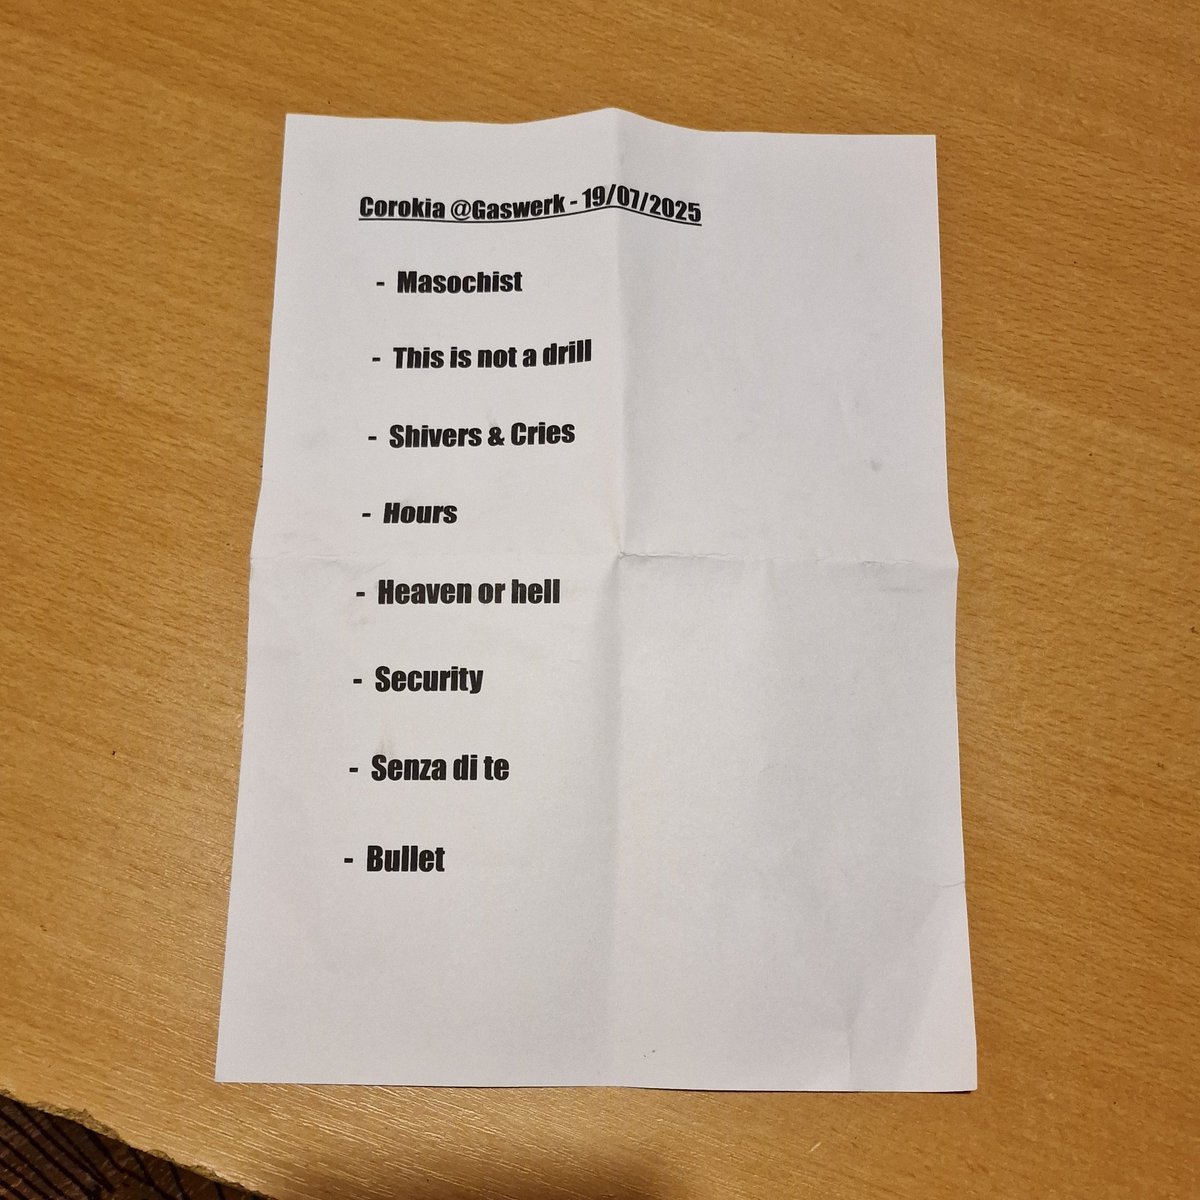 Corokia @Gaswerk - 19/07/2025
- Masochist
- This is not a drill
- Shivers & Cries
- Hours
- Heaven or hell
- Security
- Senza di te
- Bullet